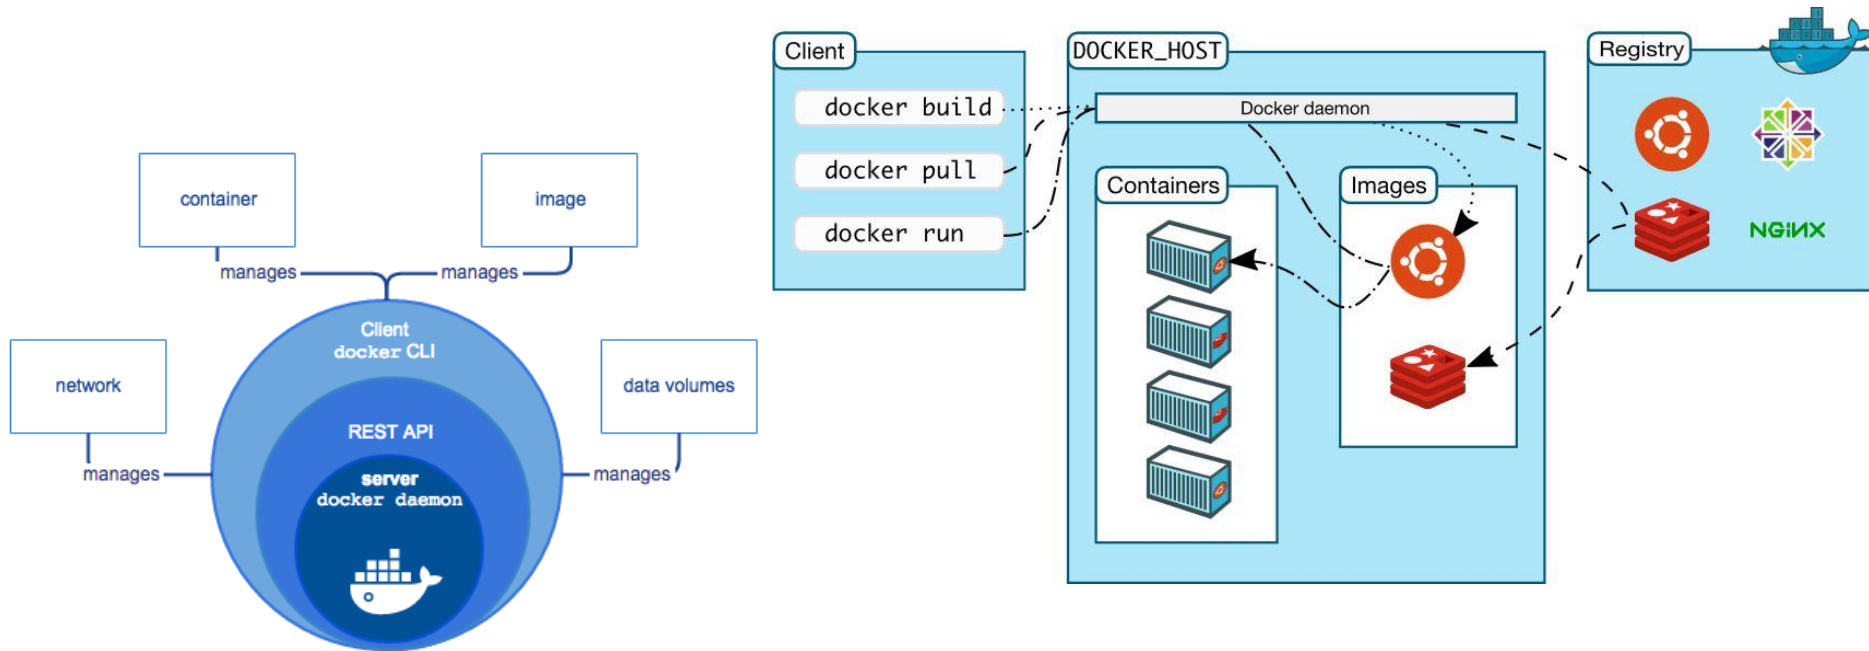 container
image
manages
manages
Client
docker CLI
network
data volumes
REST API
manages
manages
server
docker daemon
Client
docker build
docker pull
docker run
DOCKER_HOST
Docker daemon
Containers
Images
Registry
NGiNX